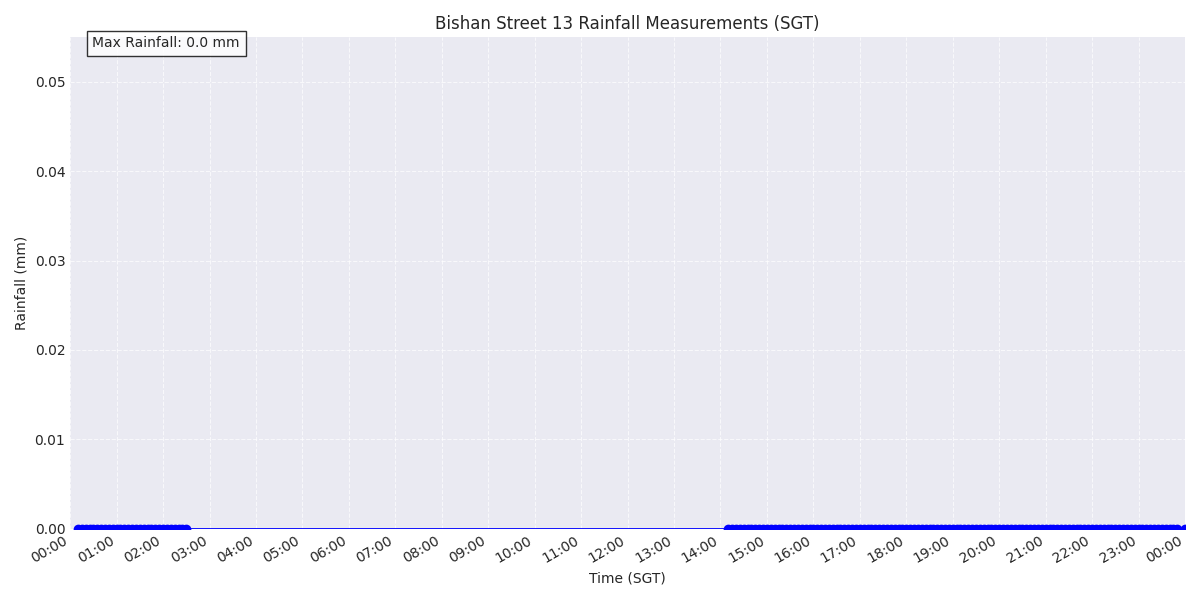 Bishan Street 13 Rainfall Measurements (SGT)
Max Rainfall: 0.0 mm
0.05
0.04
0.03
0.02
0.01
0.00
Rainfall (mm)
00:00 01:00 02:00 03:00 04:00 05:00 06:00 07:00 08:00 09:00 10:00 11:00 12:00 13:00 14:00 15:00 16:00 17:00 18:00 19:00 20:00 21:00 22:00 23:00 00:00
Time (SGT)